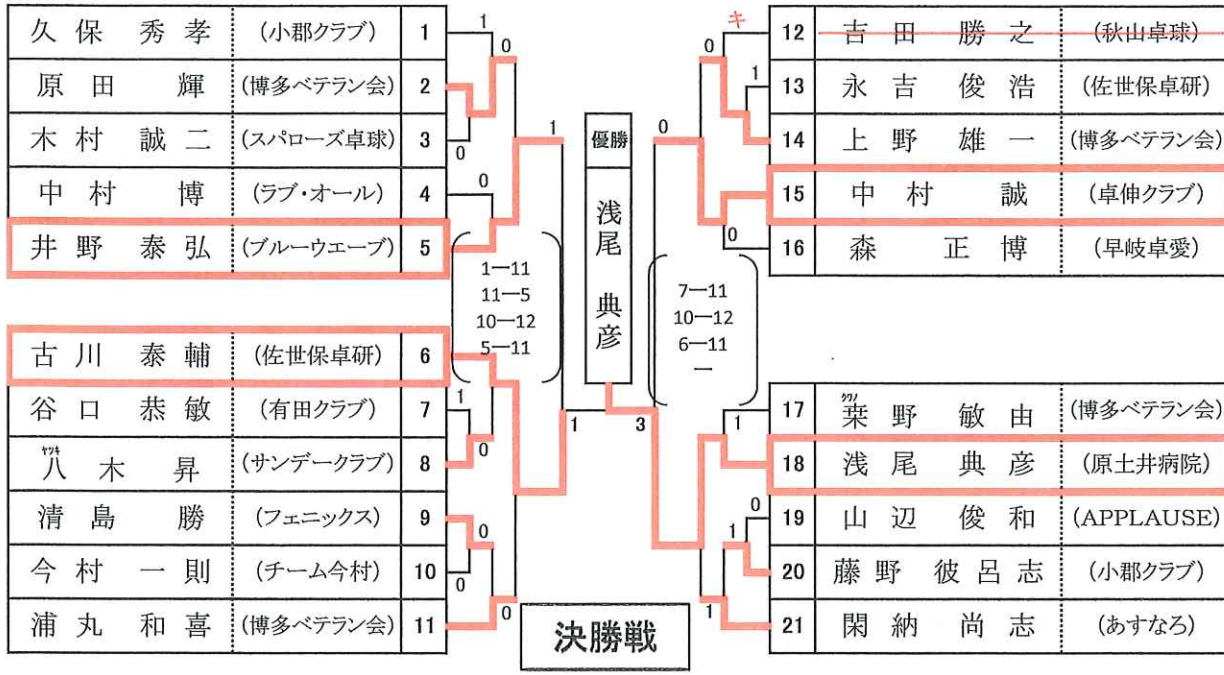 久保 秀孝 (小郡クラブ) 1
原田 輝 (博多ベテラン会) 2
木村 誠二 (スパローズ卓球) 3
中村 博 (ラブ・オール) 4
井野 泰弘 (ブルーウエーブ) 5
古川 泰輔 (佐世保卓研) 6
谷口 恭敏 (有田クラブ) 7
ヤツキ
八木 昇 (サンデークラブ) 8
清島 勝 (フェニックス) 9
今村 一則 (チーム今村) 10
浦丸 和喜 (博多ベテラン会) 11
1
0
0
1
0
1
0
0
0
0
1
1—11
11—5
10—12
5—11
優勝
浅尾 典彦
3
7—11
10—12
6—11
—
決勝戦
キ
0
1
0
0
1
0
1
1
12 吉田 勝之 (秋山卓球)
13 永吉 俊浩 (佐世保卓研)
14 上野 雄一 (博多ベテラン会)
15 中村 誠 (卓伸クラブ)
16 森 正博 (早岐卓愛)
17 桒野 敏由 (博多ベテラン会)
18 浅尾 典彦 (原土井病院)
19 山辺 俊和 (APPLAUSE)
20 藤野 彼呂志 (小郡クラブ)
21 閑納 尚志 (あすなろ)